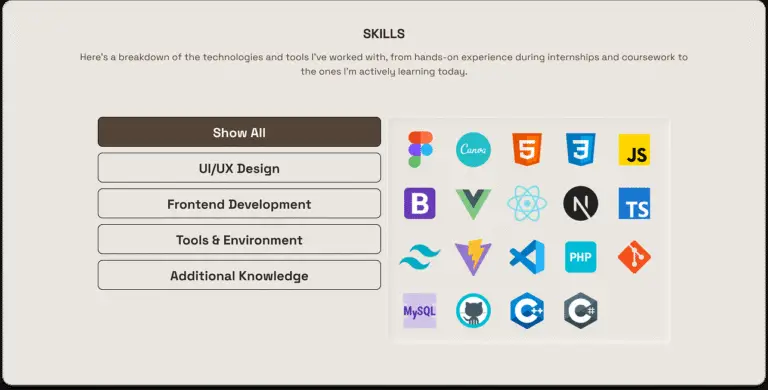 SKILLS
Here's a breakdown of the technologies and tools I've worked with, from hands-on experience during internships and coursework to
the ones I'm actively learning today.
Show All
UI/UX Design
Frontend Development
Tools & Environment
Additional Knowledge
Canva 5 3 JS
B N TS
PHP
MySQL C++ C#